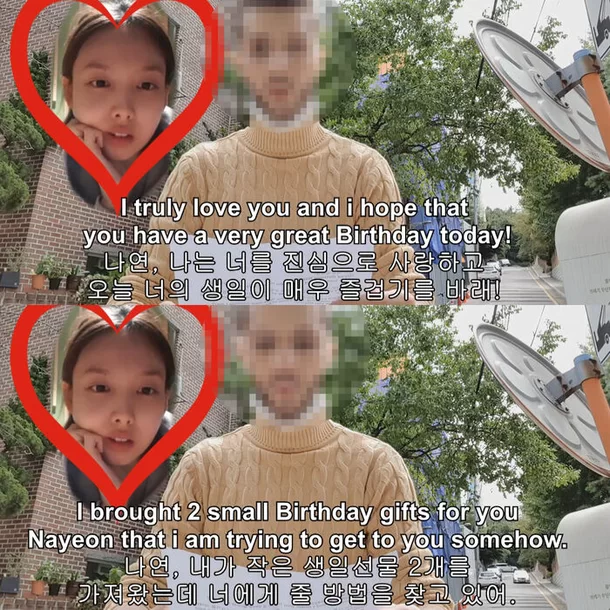 I truly love you and i hope that
you have a very great Birthday today!
나연, 나는 너를 진심으로 사랑하고
오늘 너의 생일이 매우 즐겁기를 바래!
I brought 2 small Birthday gifts for you
Nayeon that i am trying to get to you somehow.
나연, 내가 작은 생일선물 2개를
가져왔는데 너에게 줄 방법을 찾고 있어.